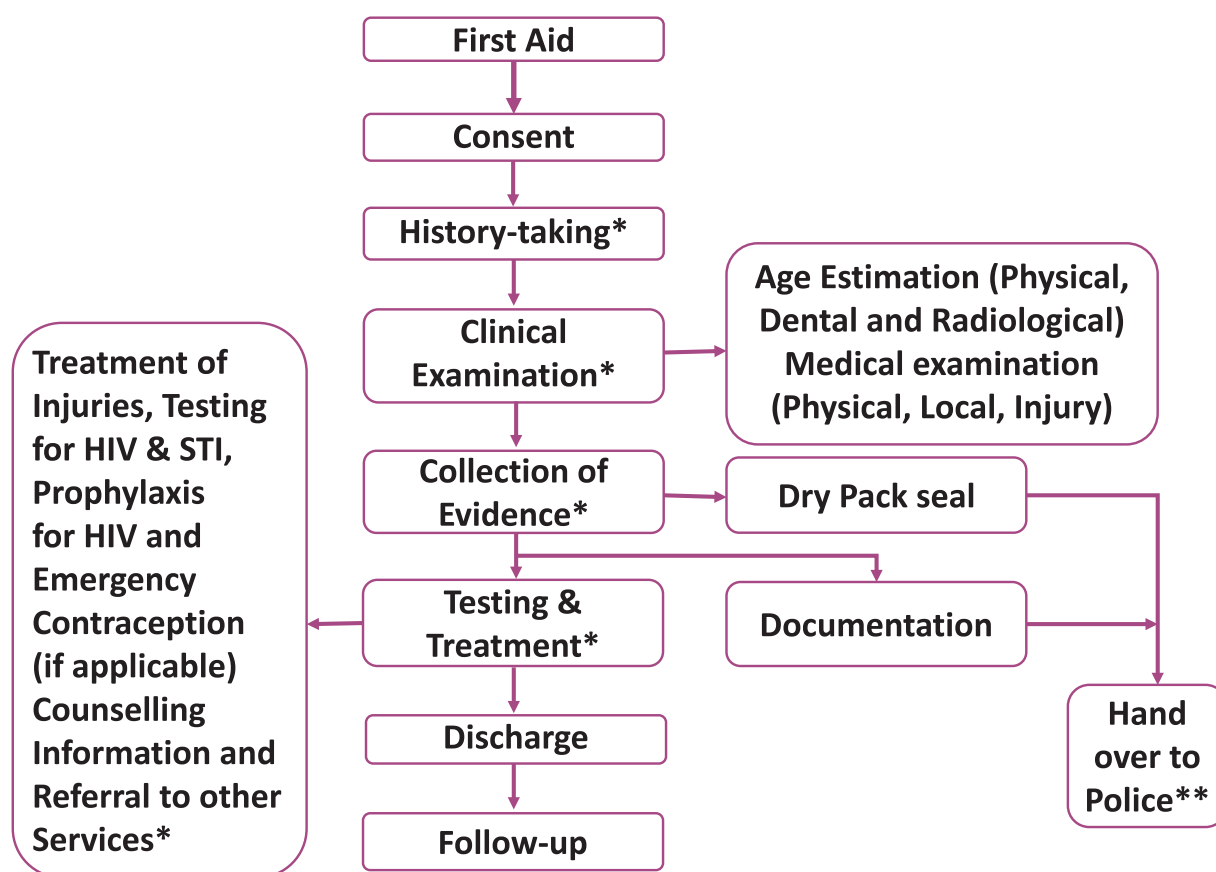 First Aid
Consent
History-taking*
Clinical
Examination*
Age Estimation (Physical,
Dental and Radiological)
Medical examination
(Physical, Local, Injury)
Collection of
Evidence*
Dry Pack seal
Testing &
Treatment*
Documentation
Treatment of
Injuries, Testing
for HIV & STI,
Prophylaxis
for HIV and
Emergency
Contraception
(if applicable)
Counselling
Information and
Referral to other
Services*
Discharge
Hand
over to
Police**
Follow-up